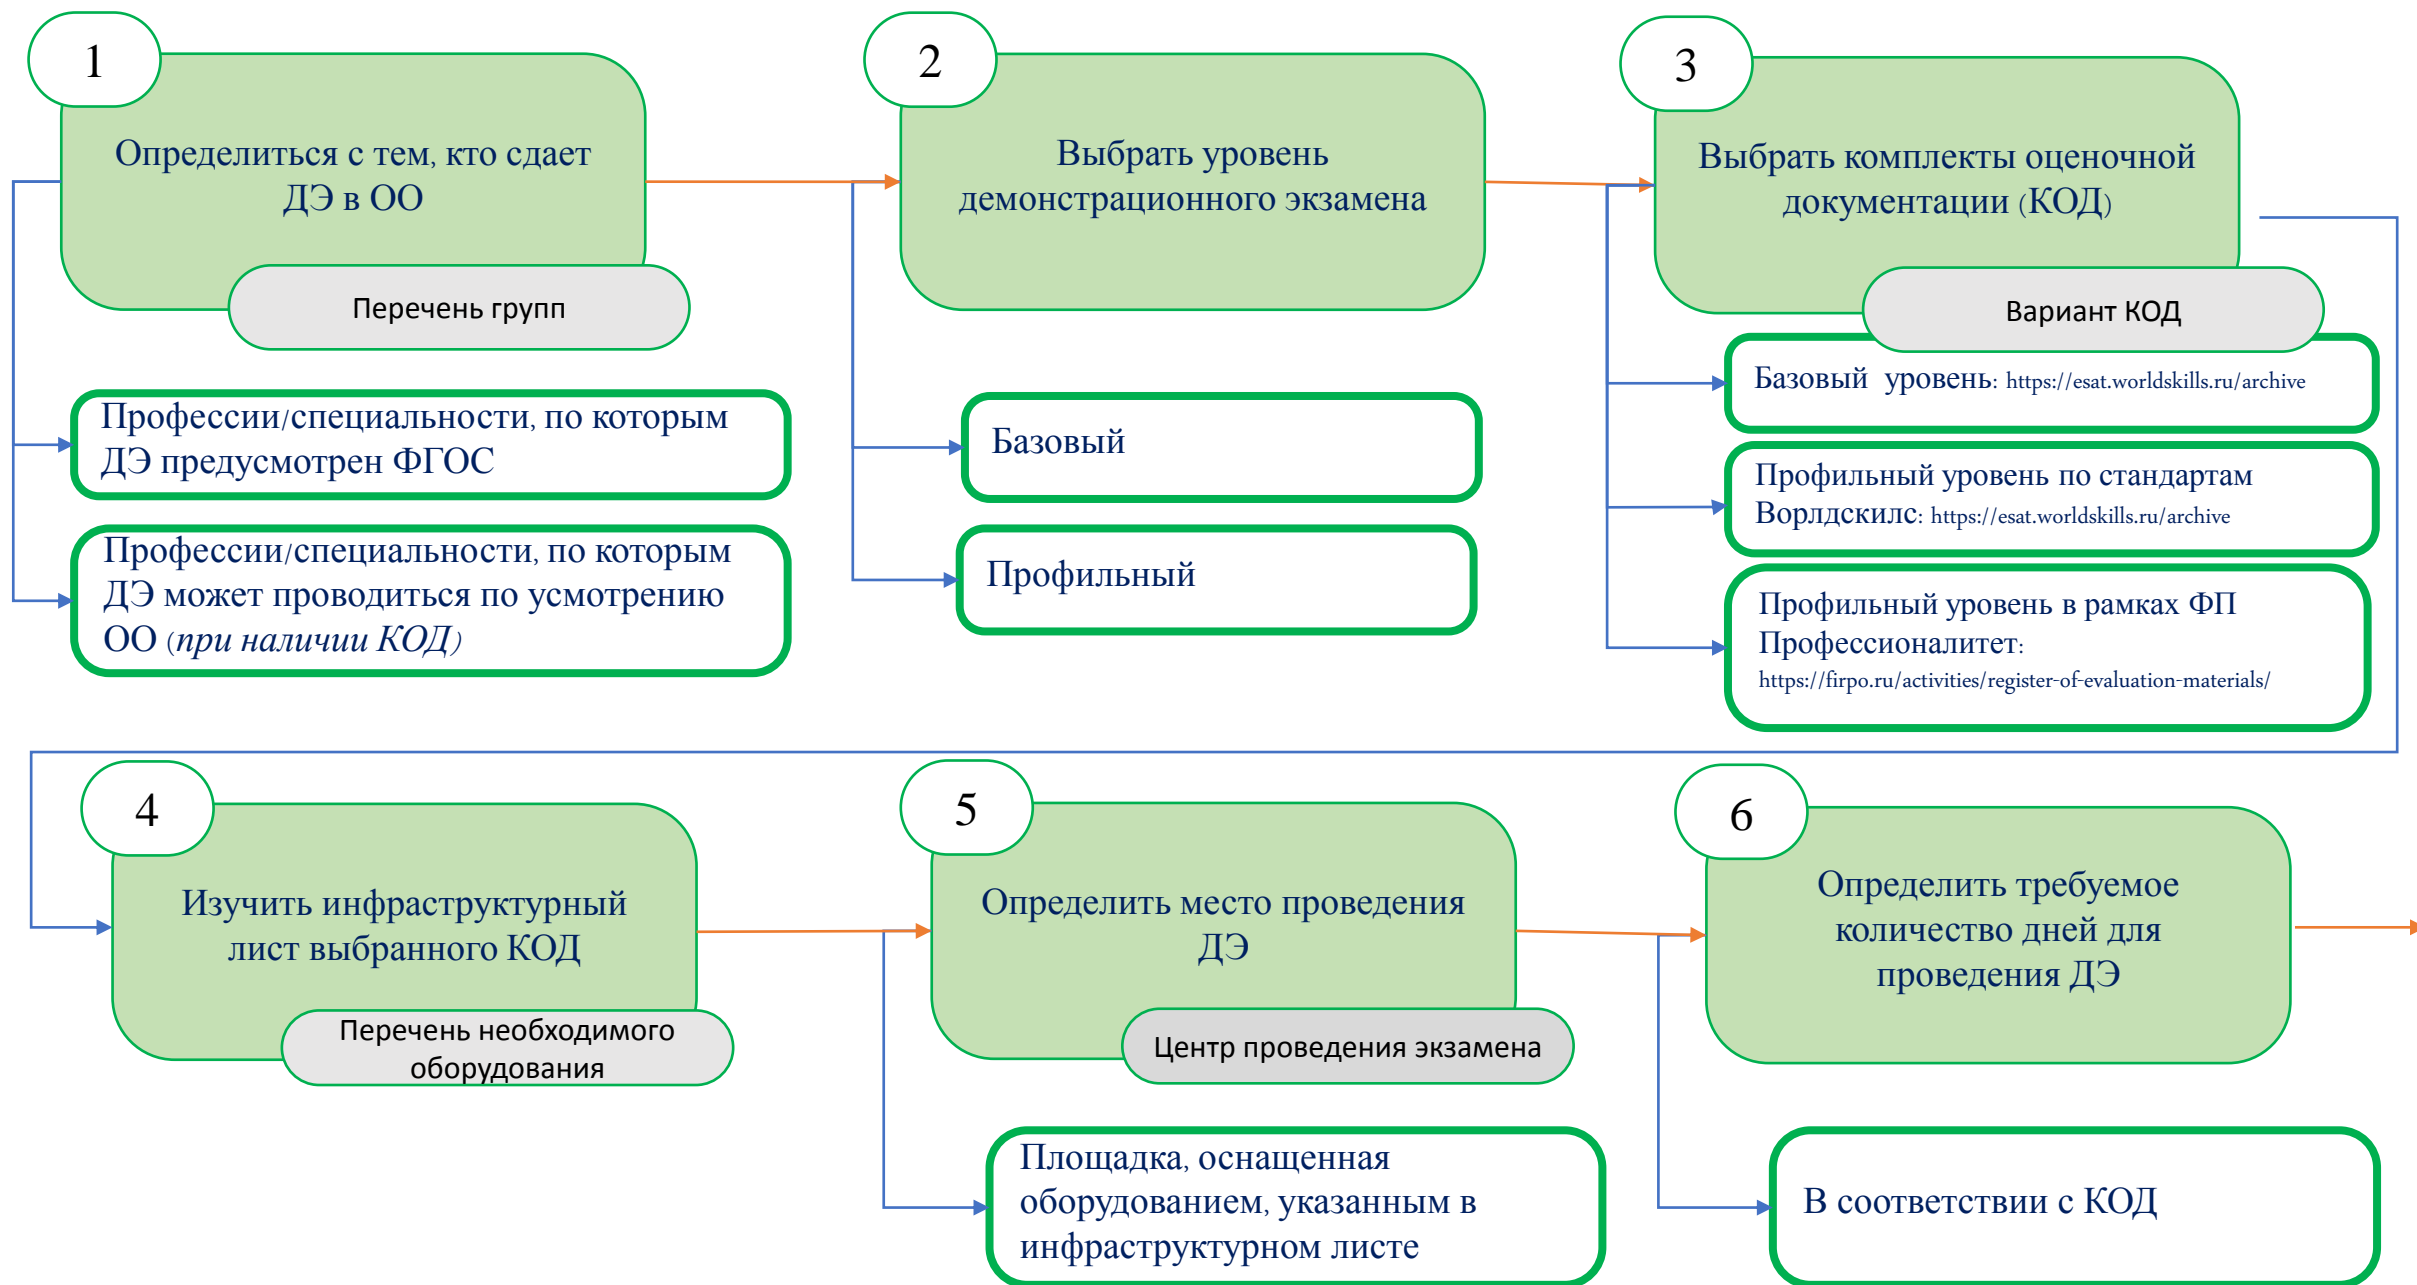 1
Определиться с тем, кто сдает
ДЭ в ОО
Перечень групп
Профессии/специальности, по которым
ДЭ предусмотрен ФГОС
Профессии/специальности, по которым
ДЭ может проводиться по усмотрению
ОО (при наличии КОД)
2
Выбрать уровень
демонстрационного экзамена
Базовый
Профильный
3
Выбрать комплекты оценочной
документации (КОД)
Вариант КОД
Базовый уровень: https://esat.worldskills.ru/archive
Профильный уровень по стандартам
Ворлдскилс: https://esat.worldskills.ru/archive
Профильный уровень в рамках ФП
Профессионалитет:
https://firpo.ru/activities/register-of-evaluation-materials/
4
Изучить инфраструктурный
лист выбранного КОД
Перечень необходимого
оборудования
5
Определить место проведения
ДЭ
Центр проведения экзамена
Площадка, оснащенная
оборудованием, указанным в
инфраструктурном листе
6
Определить требуемое
количество дней для
проведения ДЭ
В соответствии с КОД